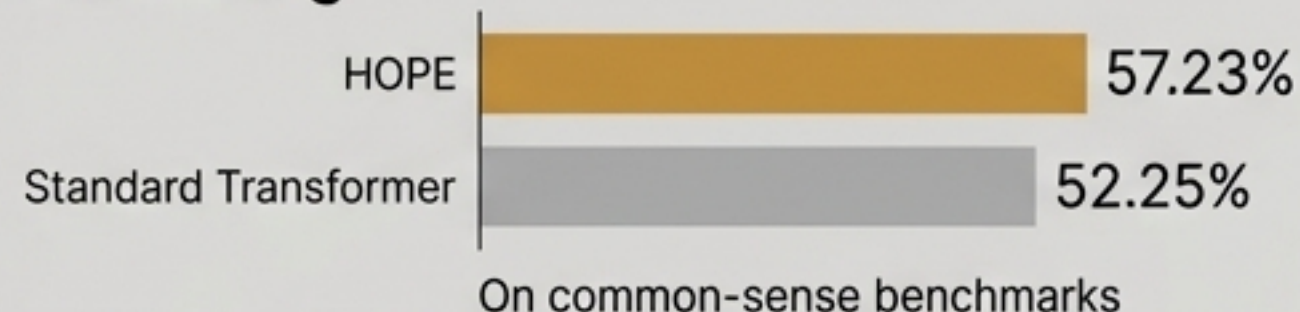 HOPE 57.23%
Standard Transformer 52.25%
On common-sense benchmarks